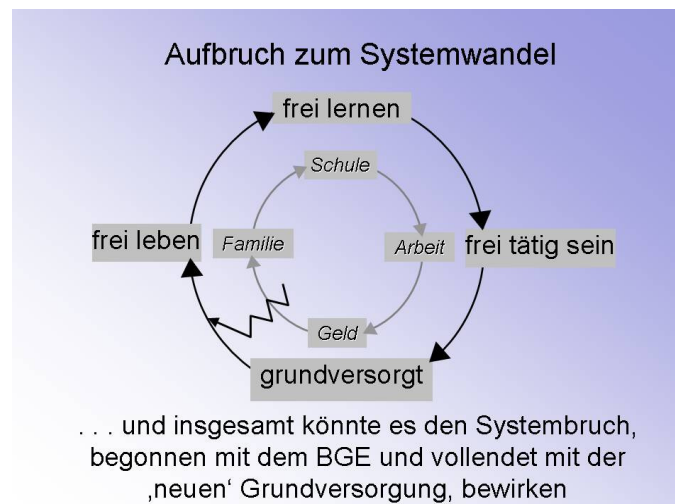 Aufbruch zum Systemwandel
frei lernen
Schule
frei leben
Familie
Arbeit
frei tätig sein
Geld
grundversorgt
. . . und insgesamt könnte es den Systembruch,
begonnen mit dem BGE und vollendet mit der
‚neuen‘ Grundversorgung, bewirken